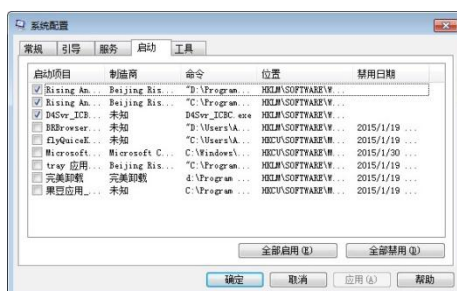 系统配置
常规 引导 服务 启动 工具
启动项目 制造商 命令 位置 禁用日期
Rising An... Beijing Ris... "D:\Program... HKLM\SOFTWARE\W...
Rising An... Beijing Ris... "C:\Program... HKLM\SOFTWARE\W...
D4Svr_ICB... 未知 D4Svr_ICBC.exe HKLM\SOFTWARE\W...
BRBrowser... 未知 "D:\Users\A... HKCU\SOFTWARE\M... 2015/1/19 ...
flyQuiceK... 未知 "C:\Users\A... HKCU\SOFTWARE\M... 2015/1/19 ...
Microsoft... Microsoft C... C:\Windows\... HKCU\SOFTWARE\M... 2015/1/30 ...
tray 应用... Beijing Ris... "C:\Program... HKLM\SOFTWARE\W... 2015/1/19 ...
完美卸载 完美卸载 d:\Program ... HKCU\SOFTWARE\M... 2015/1/19 ...
果豆应用_... 未知 C:\Program ... HKLM\SOFTWARE\W... 2015/1/19 ...
全部启用(E) 全部禁用(D)
确定 取消 应用(A) 帮助